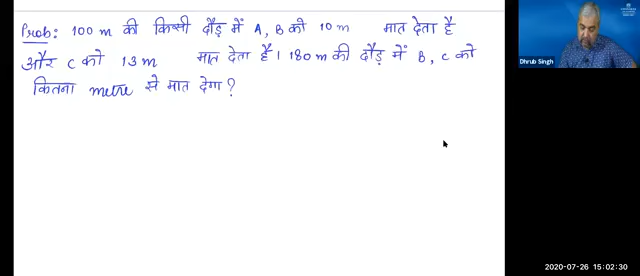 Prob: 100 m की किसी दौड़ में A, B को 10 m मात देता है
और C को 13 m मात देता है। 180 m की दौड़ में B, C को
कितना metre से मात देगा?
Dhrub Singh
2020-07-26 15:02:30